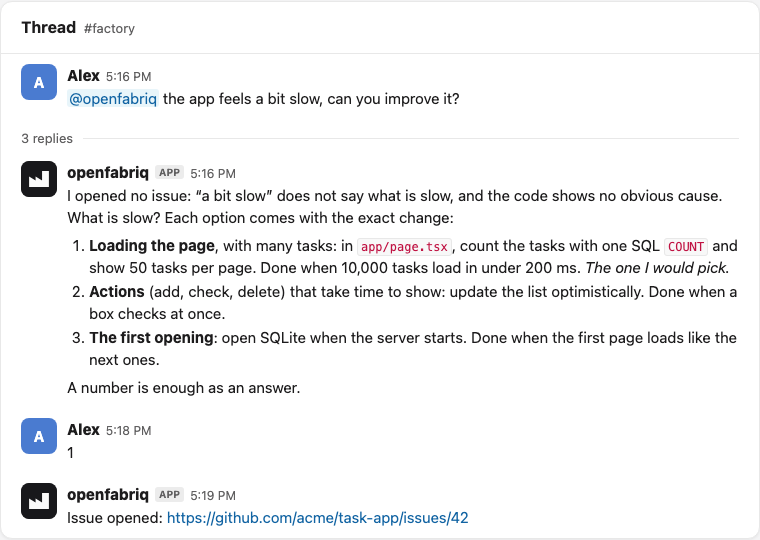 Thread #factory
A
Alex 5:16 PM
@openfabriq the app feels a bit slow, can you improve it?
3 replies
openfabriq APP 5:16 PM
I opened no issue: “a bit slow” does not say what is slow, and the code shows no obvious cause.
What is slow? Each option comes with the exact change:
1. Loading the page, with many tasks: in app/page.tsx, count the tasks with one SQL COUNT and
show 50 tasks per page. Done when 10,000 tasks load in under 200 ms. The one I would pick.
2. Actions (add, check, delete) that take time to show: update the list optimistically. Done when a
box checks at once.
3. The first opening: open SQLite when the server starts. Done when the first page loads like the
next ones.
A number is enough as an answer.
A
Alex 5:18 PM
1
openfabriq APP 5:19 PM
Issue opened: https://github.com/acme/task-app/issues/42